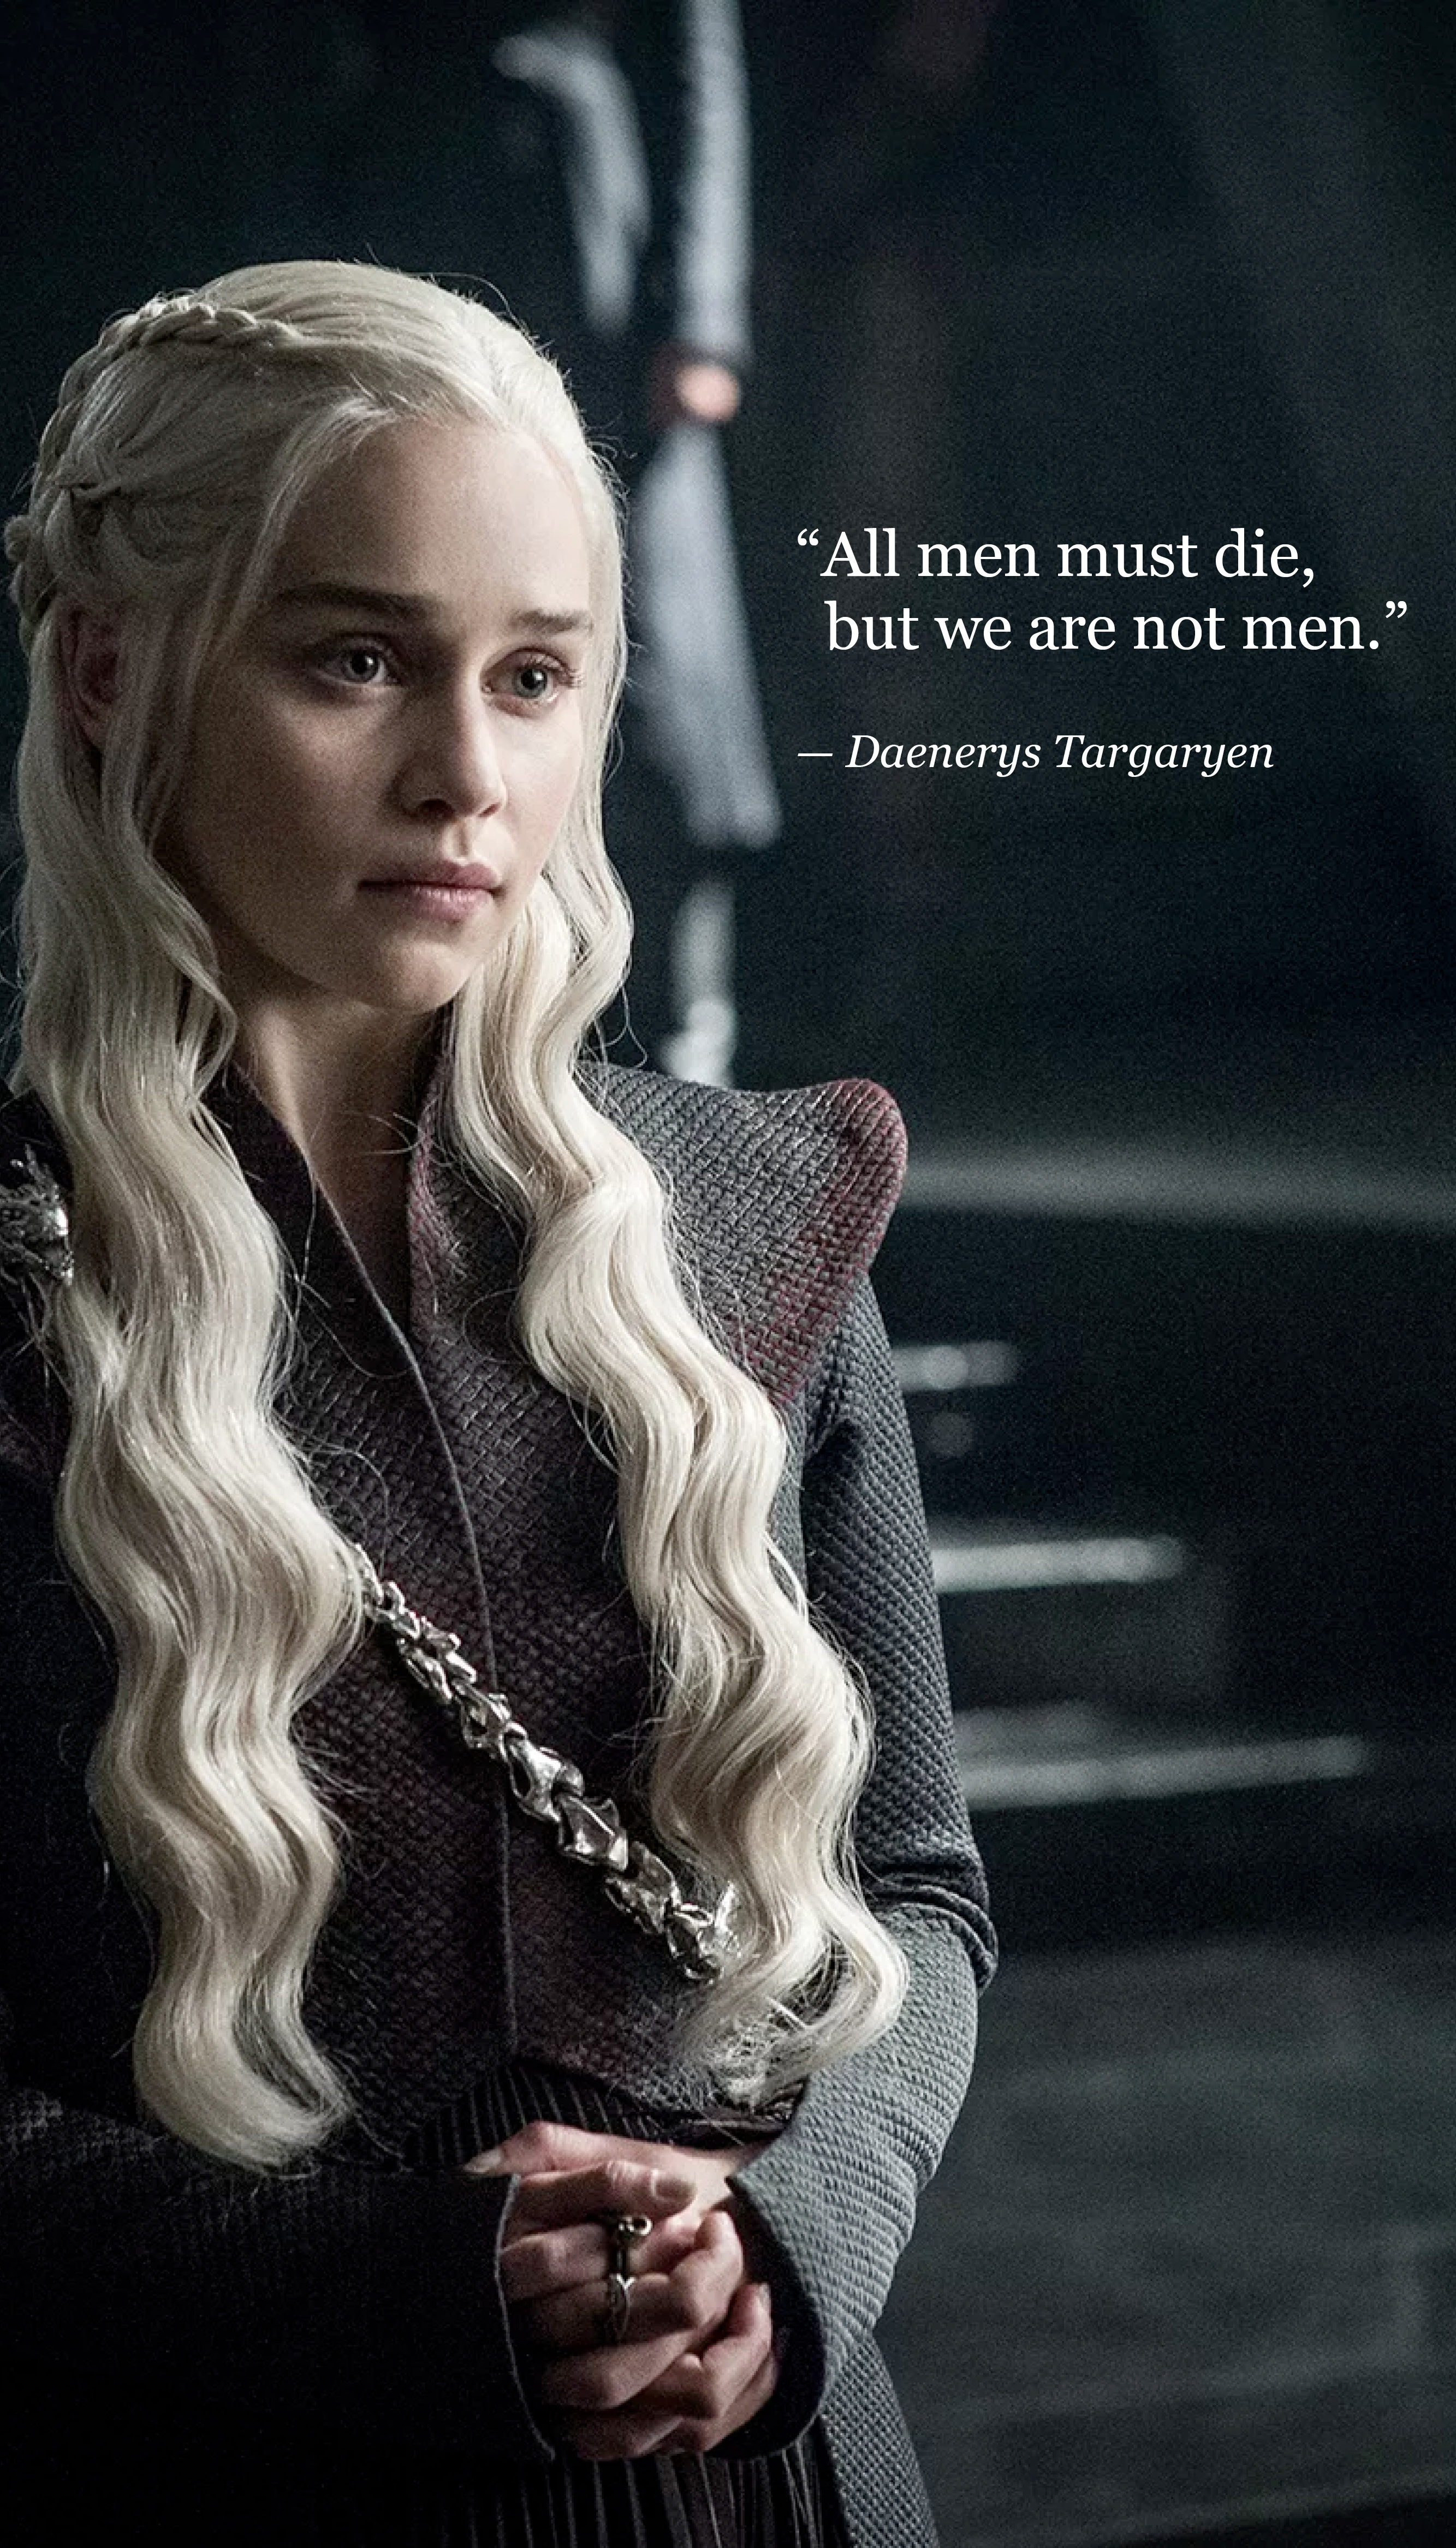 “All men must die,
but we are not men.”
— Daenerys Targaryen